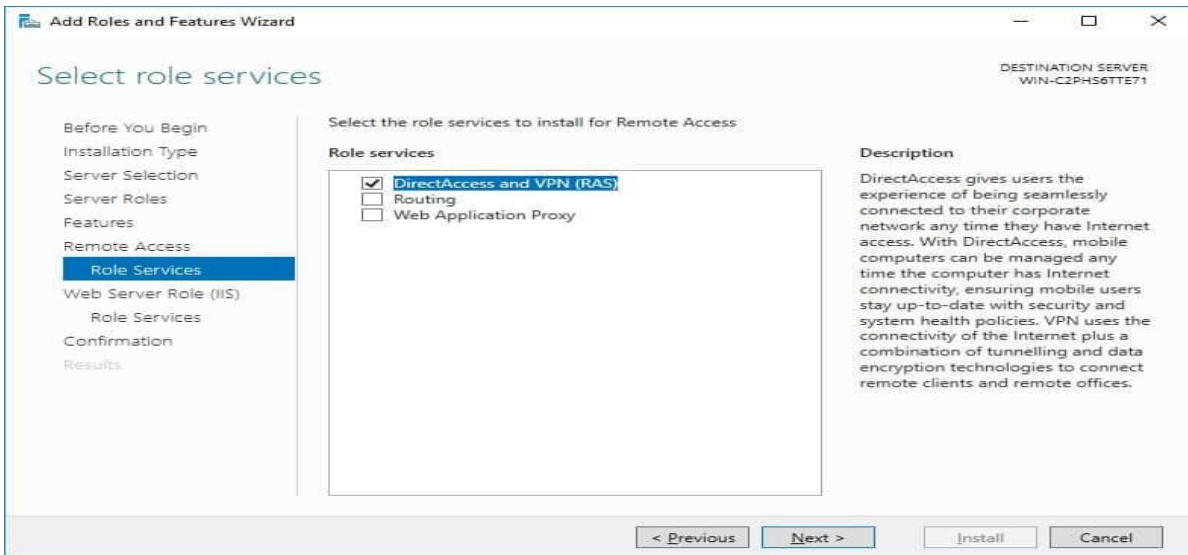 Add Roles and Features Wizard
Select role services
DESTINATION SERVER
WIN-C2PHS6TTE71
Before You Begin
Installation Type
Server Selection
Server Roles
Features
Remote Access
Role Services
Web Server Role (IIS)
Role Services
Confirmation
Results
Select the role services to install for Remote Access
Role services
DirectAccess and VPN (RAS)
Routing
Web Application Proxy
Description
DirectAccess gives users the
experience of being seamlessly
connected to their corporate
network any time they have Internet
access. With DirectAccess, mobile
computers can be managed any
time the computer has Internet
connectivity, ensuring mobile users
stay up-to-date with security and
system health policies. VPN uses the
connectivity of the Internet plus a
combination of tunnelling and data
encryption technologies to connect
remote clients and remote offices.
< Previous
Next >
Install
Cancel